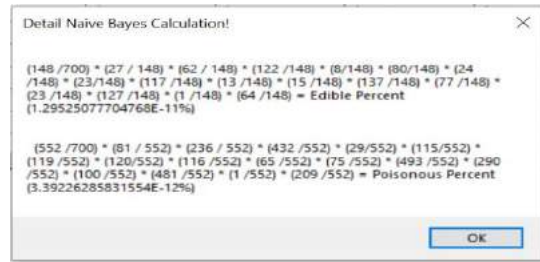 Detail Naive Bayes Calculation!
(148 /700) * (27 / 148) * (62 / 148) * (122 /148) * (8/148) * (80/148) * (24
/148) * (23/148) * (117 /148) * (13 /148) * (15 /148) * (137 /148) * (77 /148) *
(23 /148) * (127 /148) * (1 /148) * (64 /148) = Edible Percent
(1.29525077704768E-11%)
(552 /700) * (81 / 552) * (236 / 552) * (432 /552) * (29/552) * (115/552) *
(119 /552) * (120/552) * (116 /552) * (65 /552) * (75 /552) * (493 /552) * (290
/552) * (100 /552) * (481 /552) * (1 /552) * (209 /552) = Poisonous Percent
(3.39226285831554E-12%)
OK